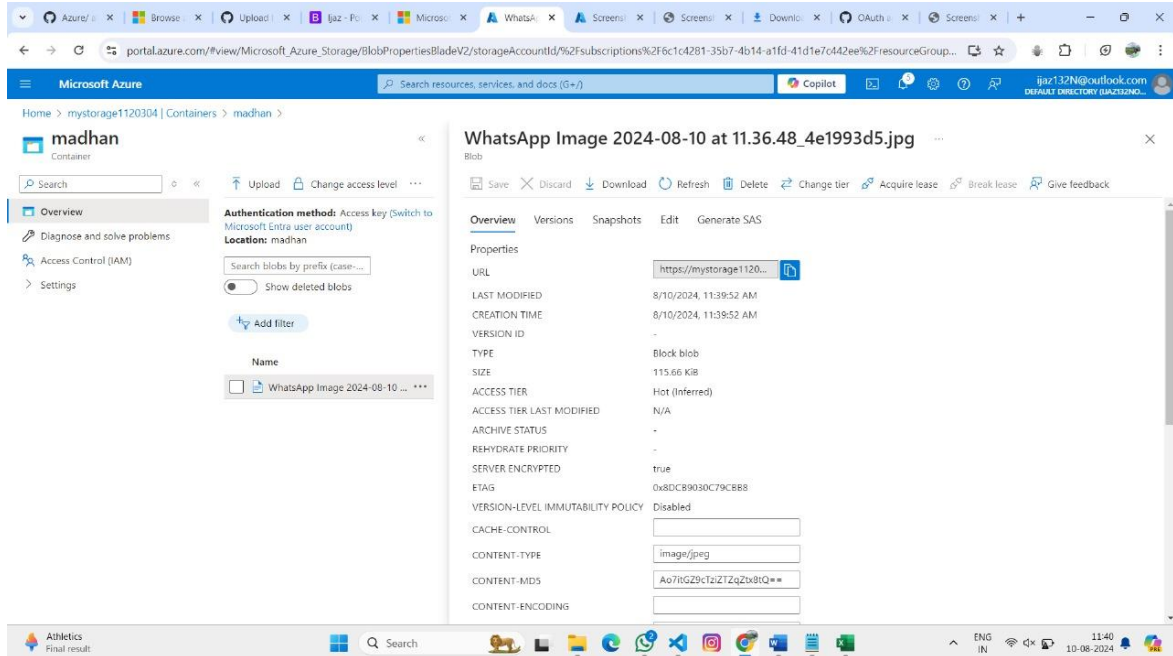 Azure/ a
Browse
Upload
Ijaz - Po
Microso
WhatsA
Screens
Screens
Downlo
OAuth a
Screens
portal.azure.com/#view/Microsoft_Azure_Storage/BlobPropertiesBladeV2/storageAccountId/%2Fsubscriptions%2F6c1c4281-35b7-4b14-a1fd-41d1e7c442ee%2FresourceGroup...
Microsoft Azure
Search resources, services, and docs (G+/)
Copilot
ijaz132N@outlook.com
DEFAULT DIRECTORY (IJAZ132NO...
Home > mystorage1120304 | Containers > madhan >
madhan
Container
WhatsApp Image 2024-08-10 at 11.36.48_4e1993d5.jpg ...
Blob
Search
Upload Change access level ...
Save Discard Download Refresh Delete Change tier Acquire lease Break lease Give feedback
Overview
Diagnose and solve problems
Access Control (IAM)
Settings
Authentication method: Access key (Switch to
Microsoft Entra user account)
Location: madhan
Search blobs by prefix (case-...
Show deleted blobs
Add filter
Name
WhatsApp Image 2024-08-10 ... ...
Overview Versions Snapshots Edit Generate SAS
Properties
URL https://mystorage1120...
LAST MODIFIED 8/10/2024, 11:39:52 AM
CREATION TIME 8/10/2024, 11:39:52 AM
VERSION ID -
TYPE Block blob
SIZE 115.66 KiB
ACCESS TIER Hot (Inferred)
ACCESS TIER LAST MODIFIED N/A
ARCHIVE STATUS -
REHYDRATE PRIORITY -
SERVER ENCRYPTED true
ETAG 0x8DCB9030C79CBB8
VERSION-LEVEL IMMUTABILITY POLICY Disabled
CACHE-CONTROL
CONTENT-TYPE image/jpeg
CONTENT-MD5 Ao7itGZ9cTziZTZqZtx8tQ==
CONTENT-ENCODING
Athletics
Final result
Search
ENG
IN
11:40
10-08-2024